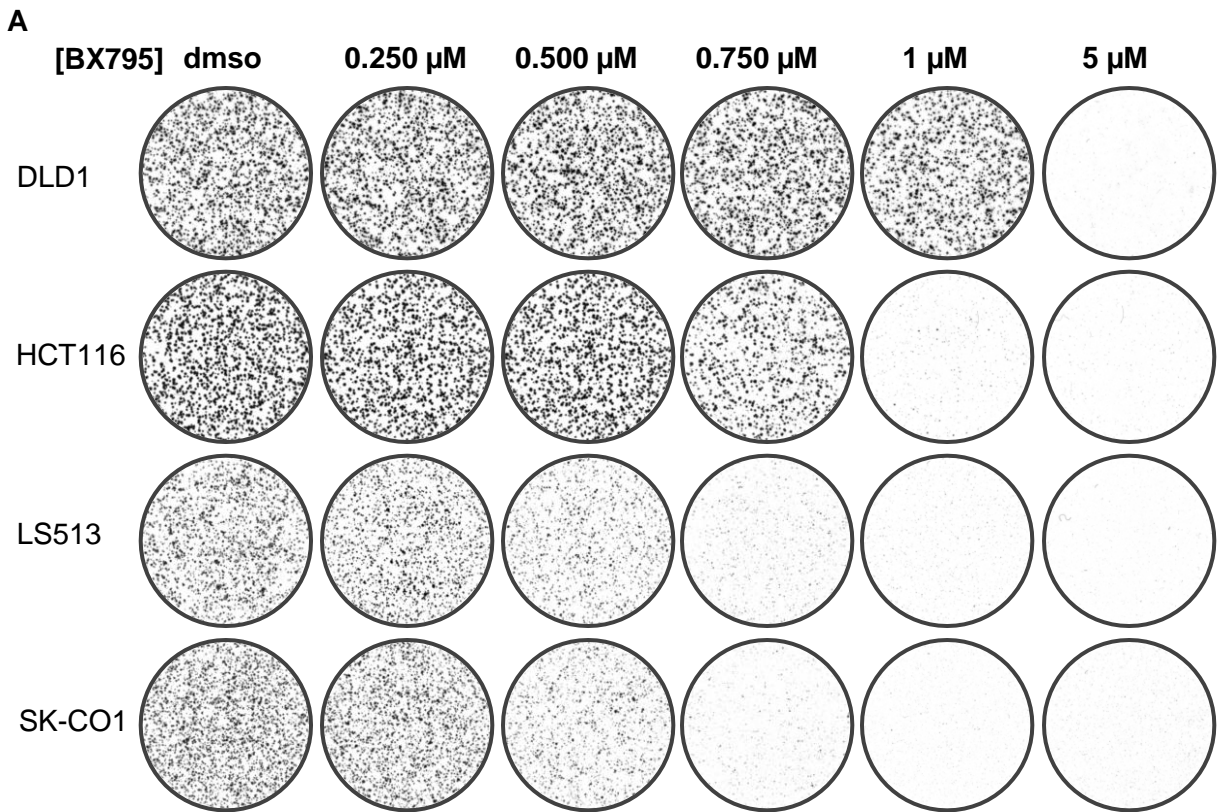 A
[BX795] dmso 0.250 µM 0.500 µM 0.750 µM 1 µM 5 µM
DLD1
HCT116
LS513
SK-CO1